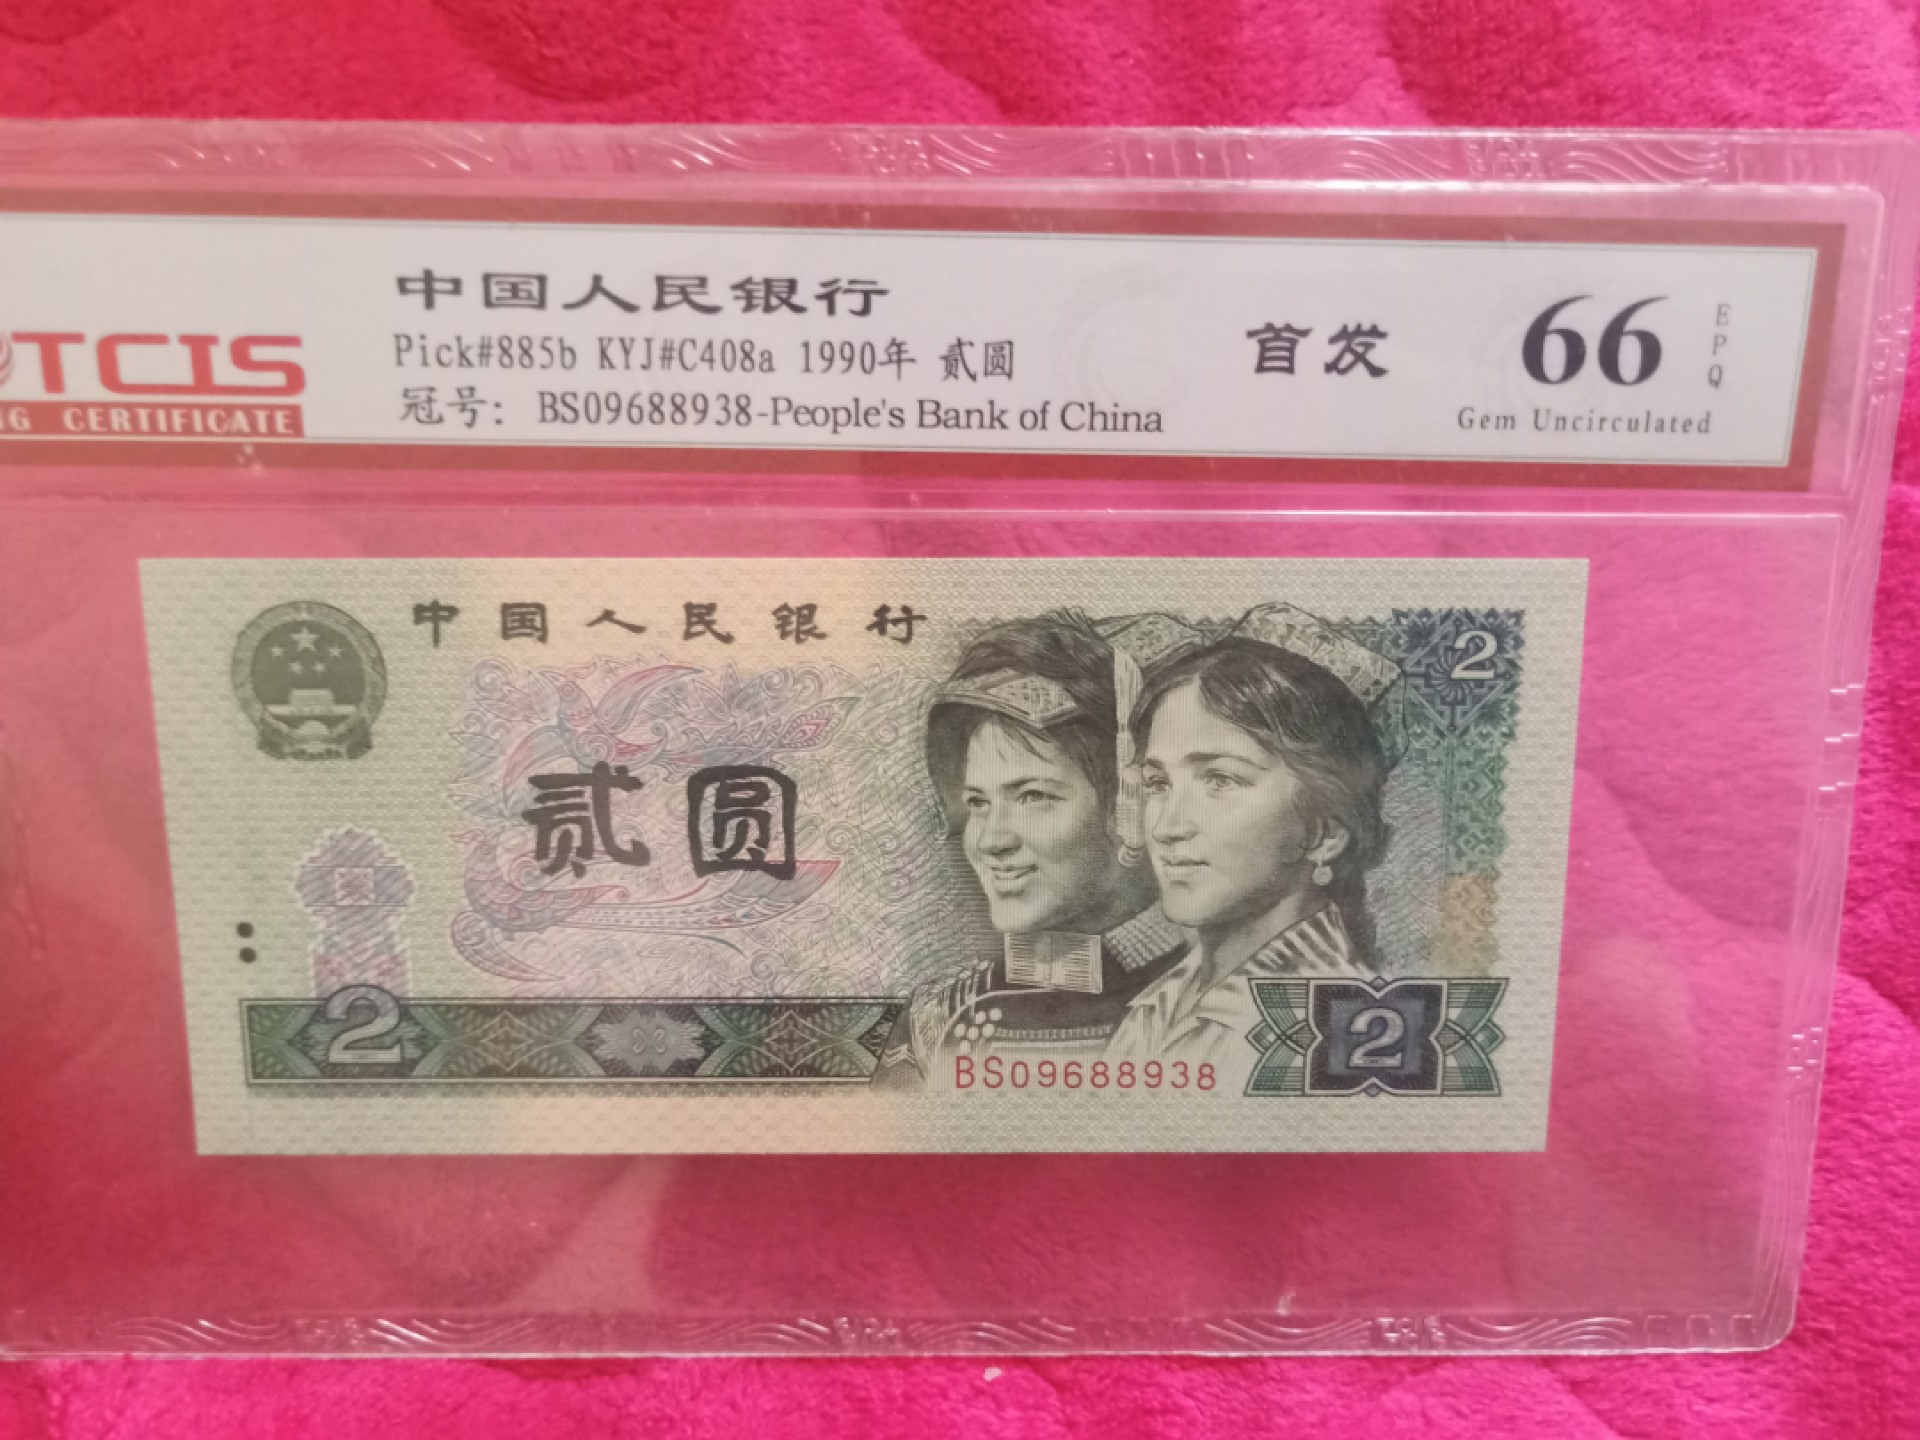 中国人民银行
Pick#885b KYJ#C408a 1990年 贰圆
冠号：BS09688938-People's Bank of China
TCIS
CERTIFICATE
首发
66
EPQ
Gem Uncirculated
中国人民银行
2
贰圆
2
BS09688938
2